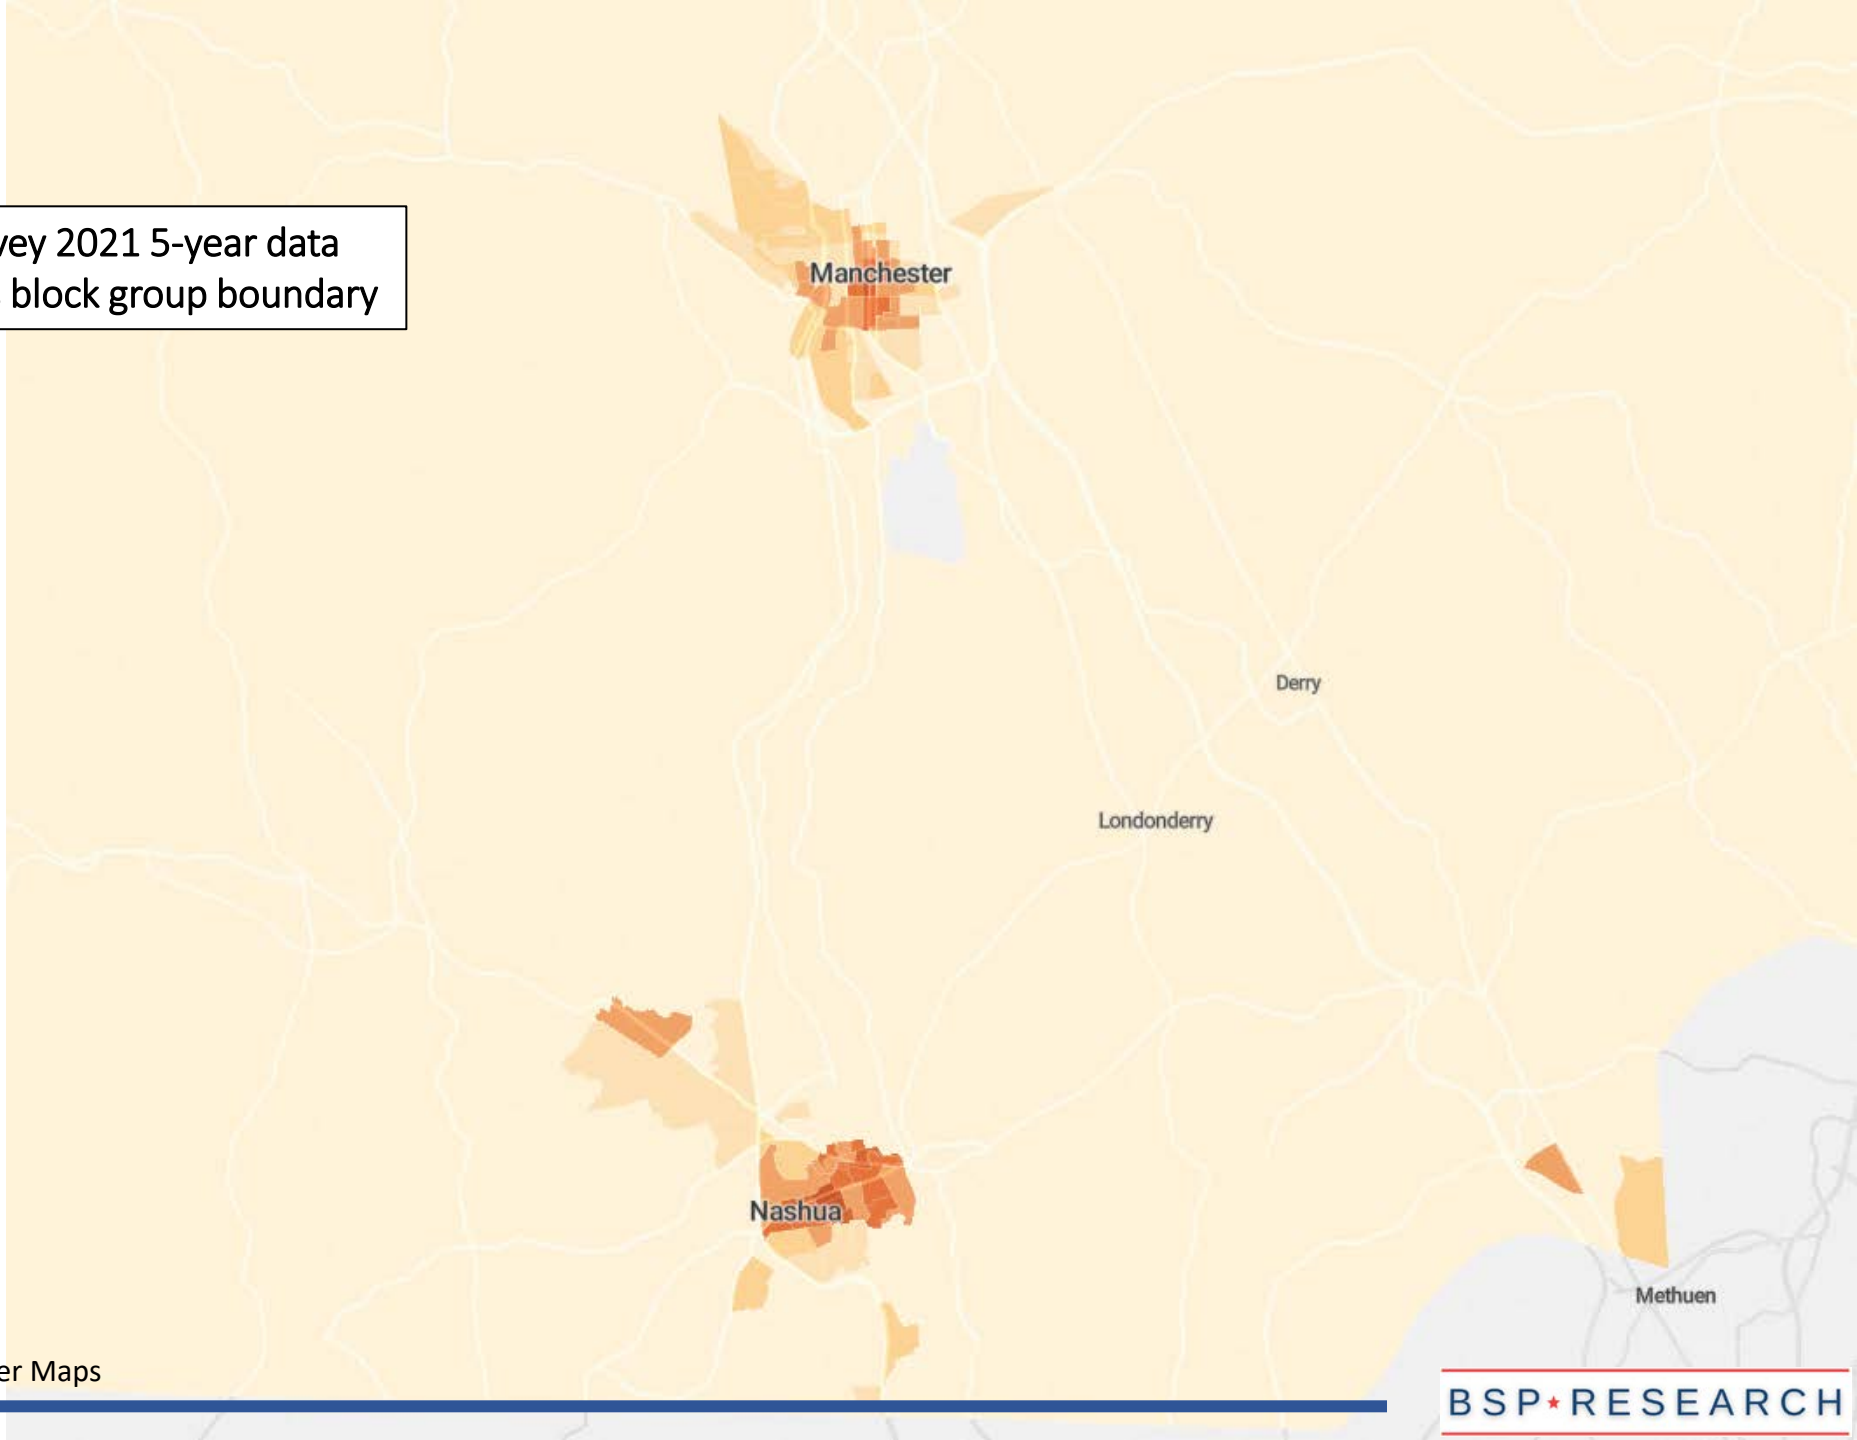 vey 2021 5-year data
block group boundary
Manchester
Derry
Londonderry
Nashua
Methuen
er Maps
BSP★RESEARCH